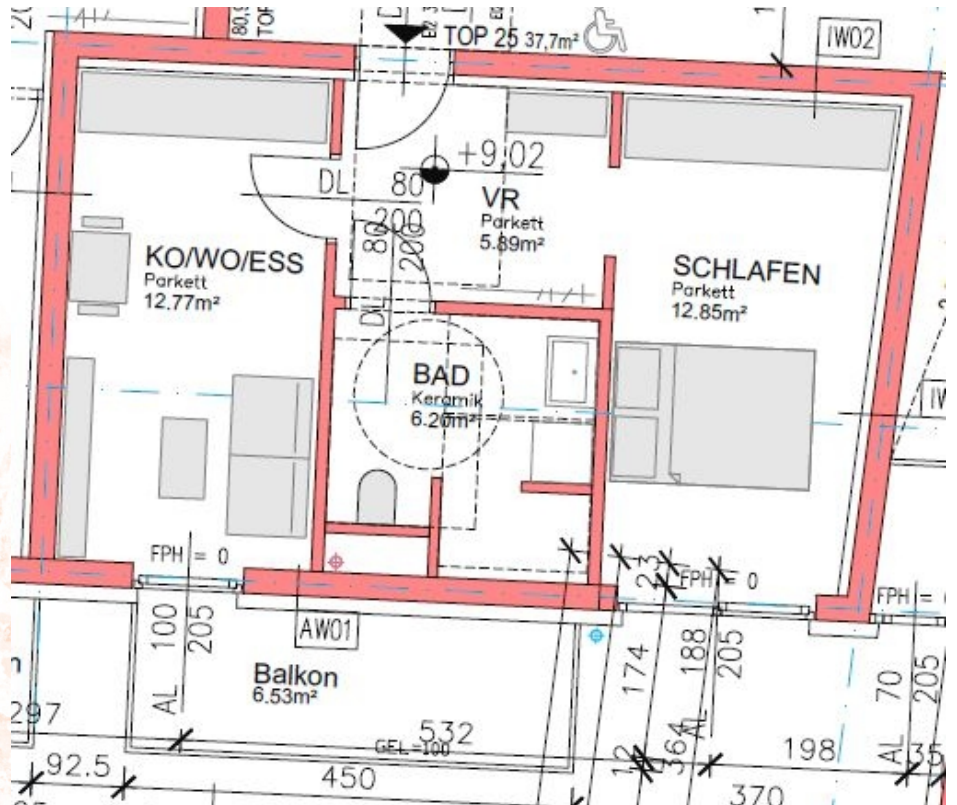 TOP 25 37,7m²
IW02
+9,02
DL
80
200
VR
Parkett
5.89m²
80
200
DL
KO/WO/ESS
Parkett
12.77m²
SCHLAFEN
Parkett
12.85m²
BAD
Keramik
6.20m²
FPH = 0
23
FPH = 0
FPH =
AW01
100
205
AL
Balkon
6.53m²
174
188
205
AL
70
205
AL
297
532
GEL=100
12
364
198
35
92.5
450
370